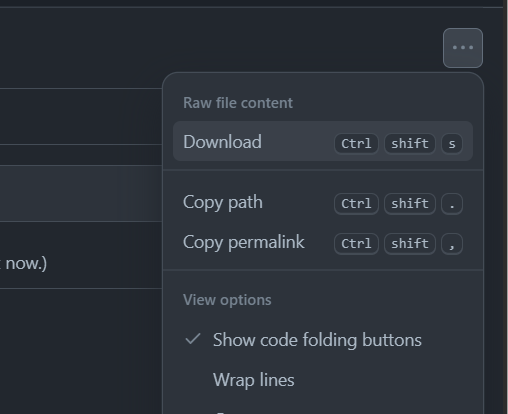 Raw file content
Download Ctrl shift s
Copy path Ctrl shift .
Copy permalink Ctrl shift ,
now.)
View options
Show code folding buttons
Wrap lines